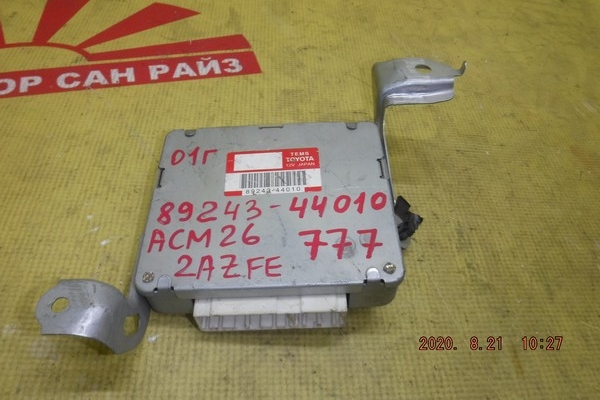 ОР САН РАЙЗ
01г
TEMS
TOYOTA
12V JAPAN
89243-44010
89243-44010
ACM26 777
2AZFE
2020. 8.21 10:27